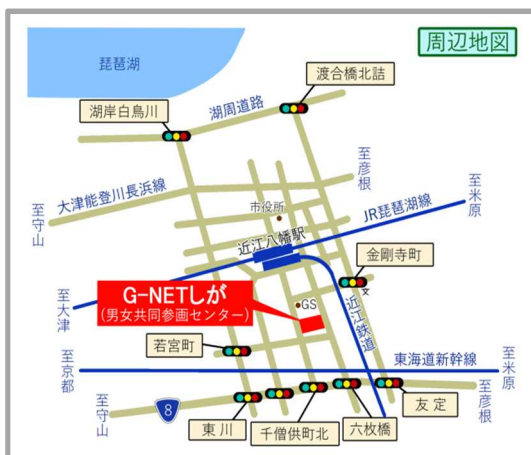 周辺地図
琵琶湖
渡合橋北詰
湖岸白鳥川
湖周道路
至彦根
大津能登川長浜線
至守山
市役所
JR琵琶湖線
至米原
近江八幡駅
金剛寺町
G-NETしが
(男女共同参画センター)
GS
文
近江鉄道
至大津
若宮町
至京都
東海道新幹線
至米原
至守山
8
東川
千僧供町北
六枚橋
友定
至彦根